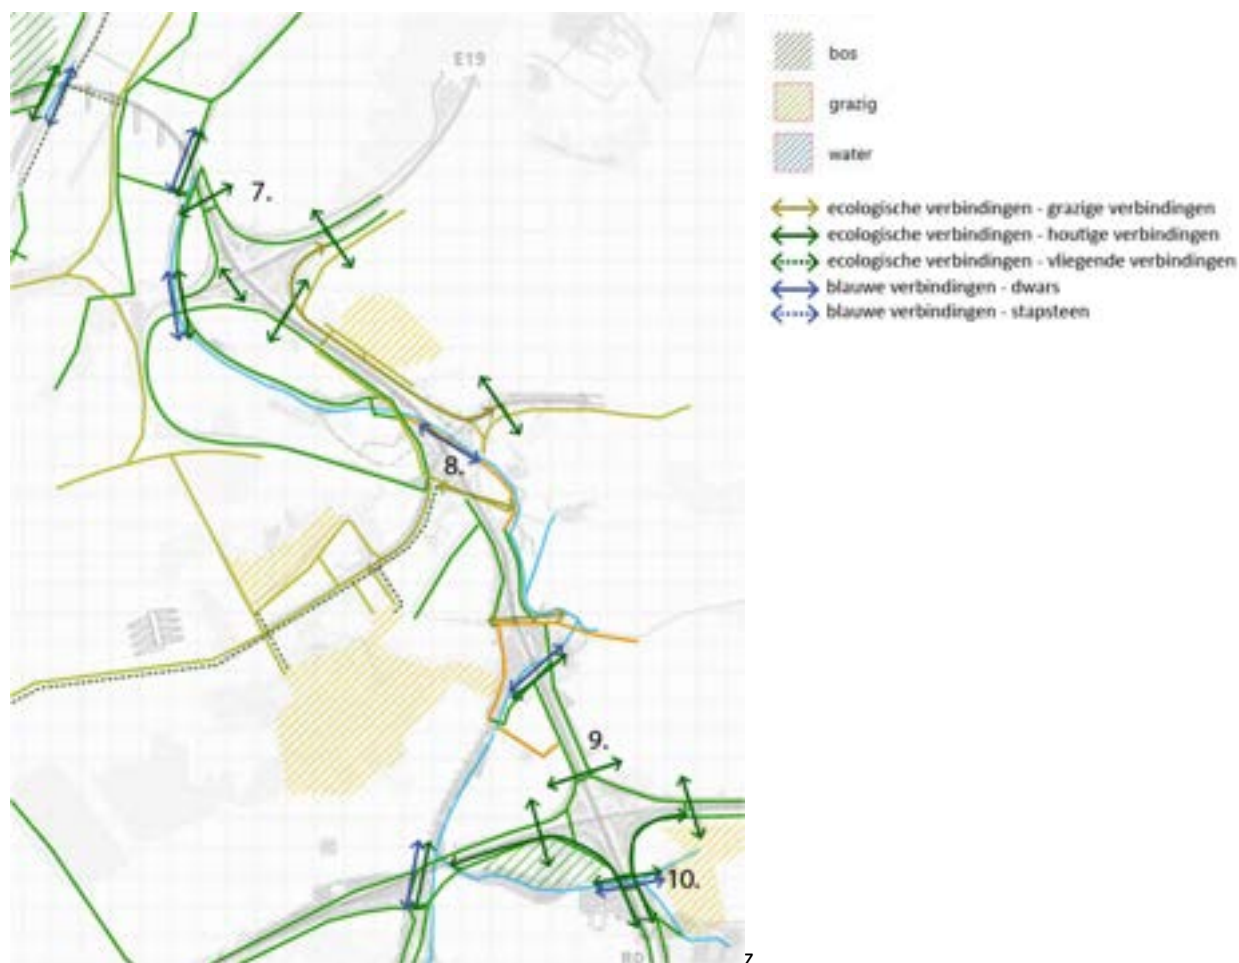 E19
7.
8.
9.
10.
R0
bos
grazig
water
ecologische verbindingen - grazige verbindingen
ecologische verbindingen - houtige verbindingen
ecologische verbindingen - vliegende verbindingen
blauwe verbindingen - dwars
blauwe verbindingen - stapsteen
7